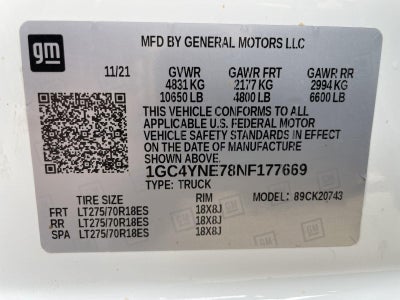 gm
MFD BY GENERAL MOTORS LLC
11/21 GVWR GAWR FRT GAWR RR
4831 KG 2177 KG 2994 KG
10650 LB 4800 LB 6600 LB
THIS VEHICLE CONFORMS TO ALL
APPLICABLE U.S. FEDERAL MOTOR
VEHICLE SAFETY STANDARDS IN EFFECT
ON THE DATE OF MANUFACTURE
SHOWN ABOVE.
1GC4YNE78NF177669
TYPE: TRUCK MODEL: 89CK20743
TIRE SIZE RIM
FRT LT275/70R18ES 18X8J
RR LT275/70R18ES 18X8J
SPA LT275/70R18ES 18X8J